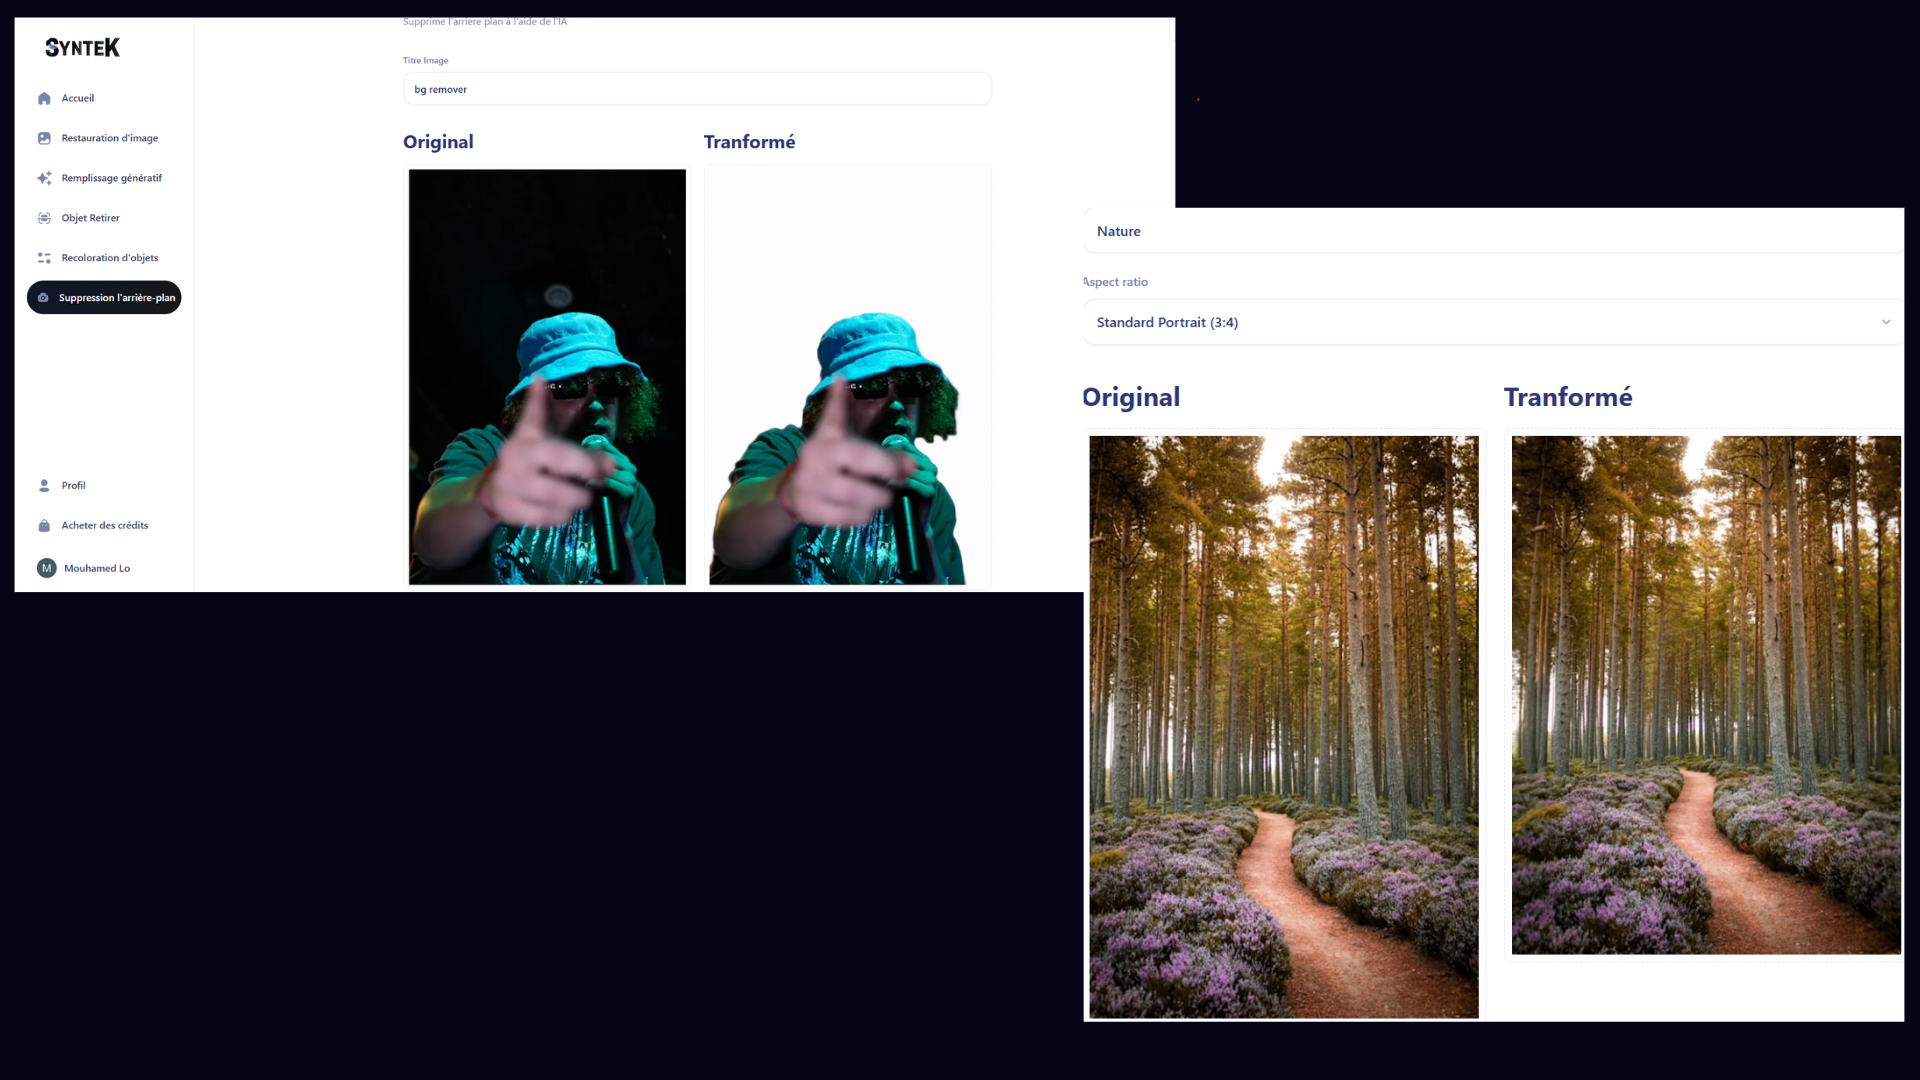 SYNTEK
Accueil
Restauration d'image
Remplissage génératif
Objet Retirer
Recoloration d'objets
Suppression l'arrière-plan
Profil
Acheter des crédits
M Mouhamed Lo
Supprime l'arrière plan à l'aide de l'IA
Titre Image
bg remover
Original
Tranformé
Nature
Aspect ratio
Standard Portrait (3:4)
Original
Tranformé